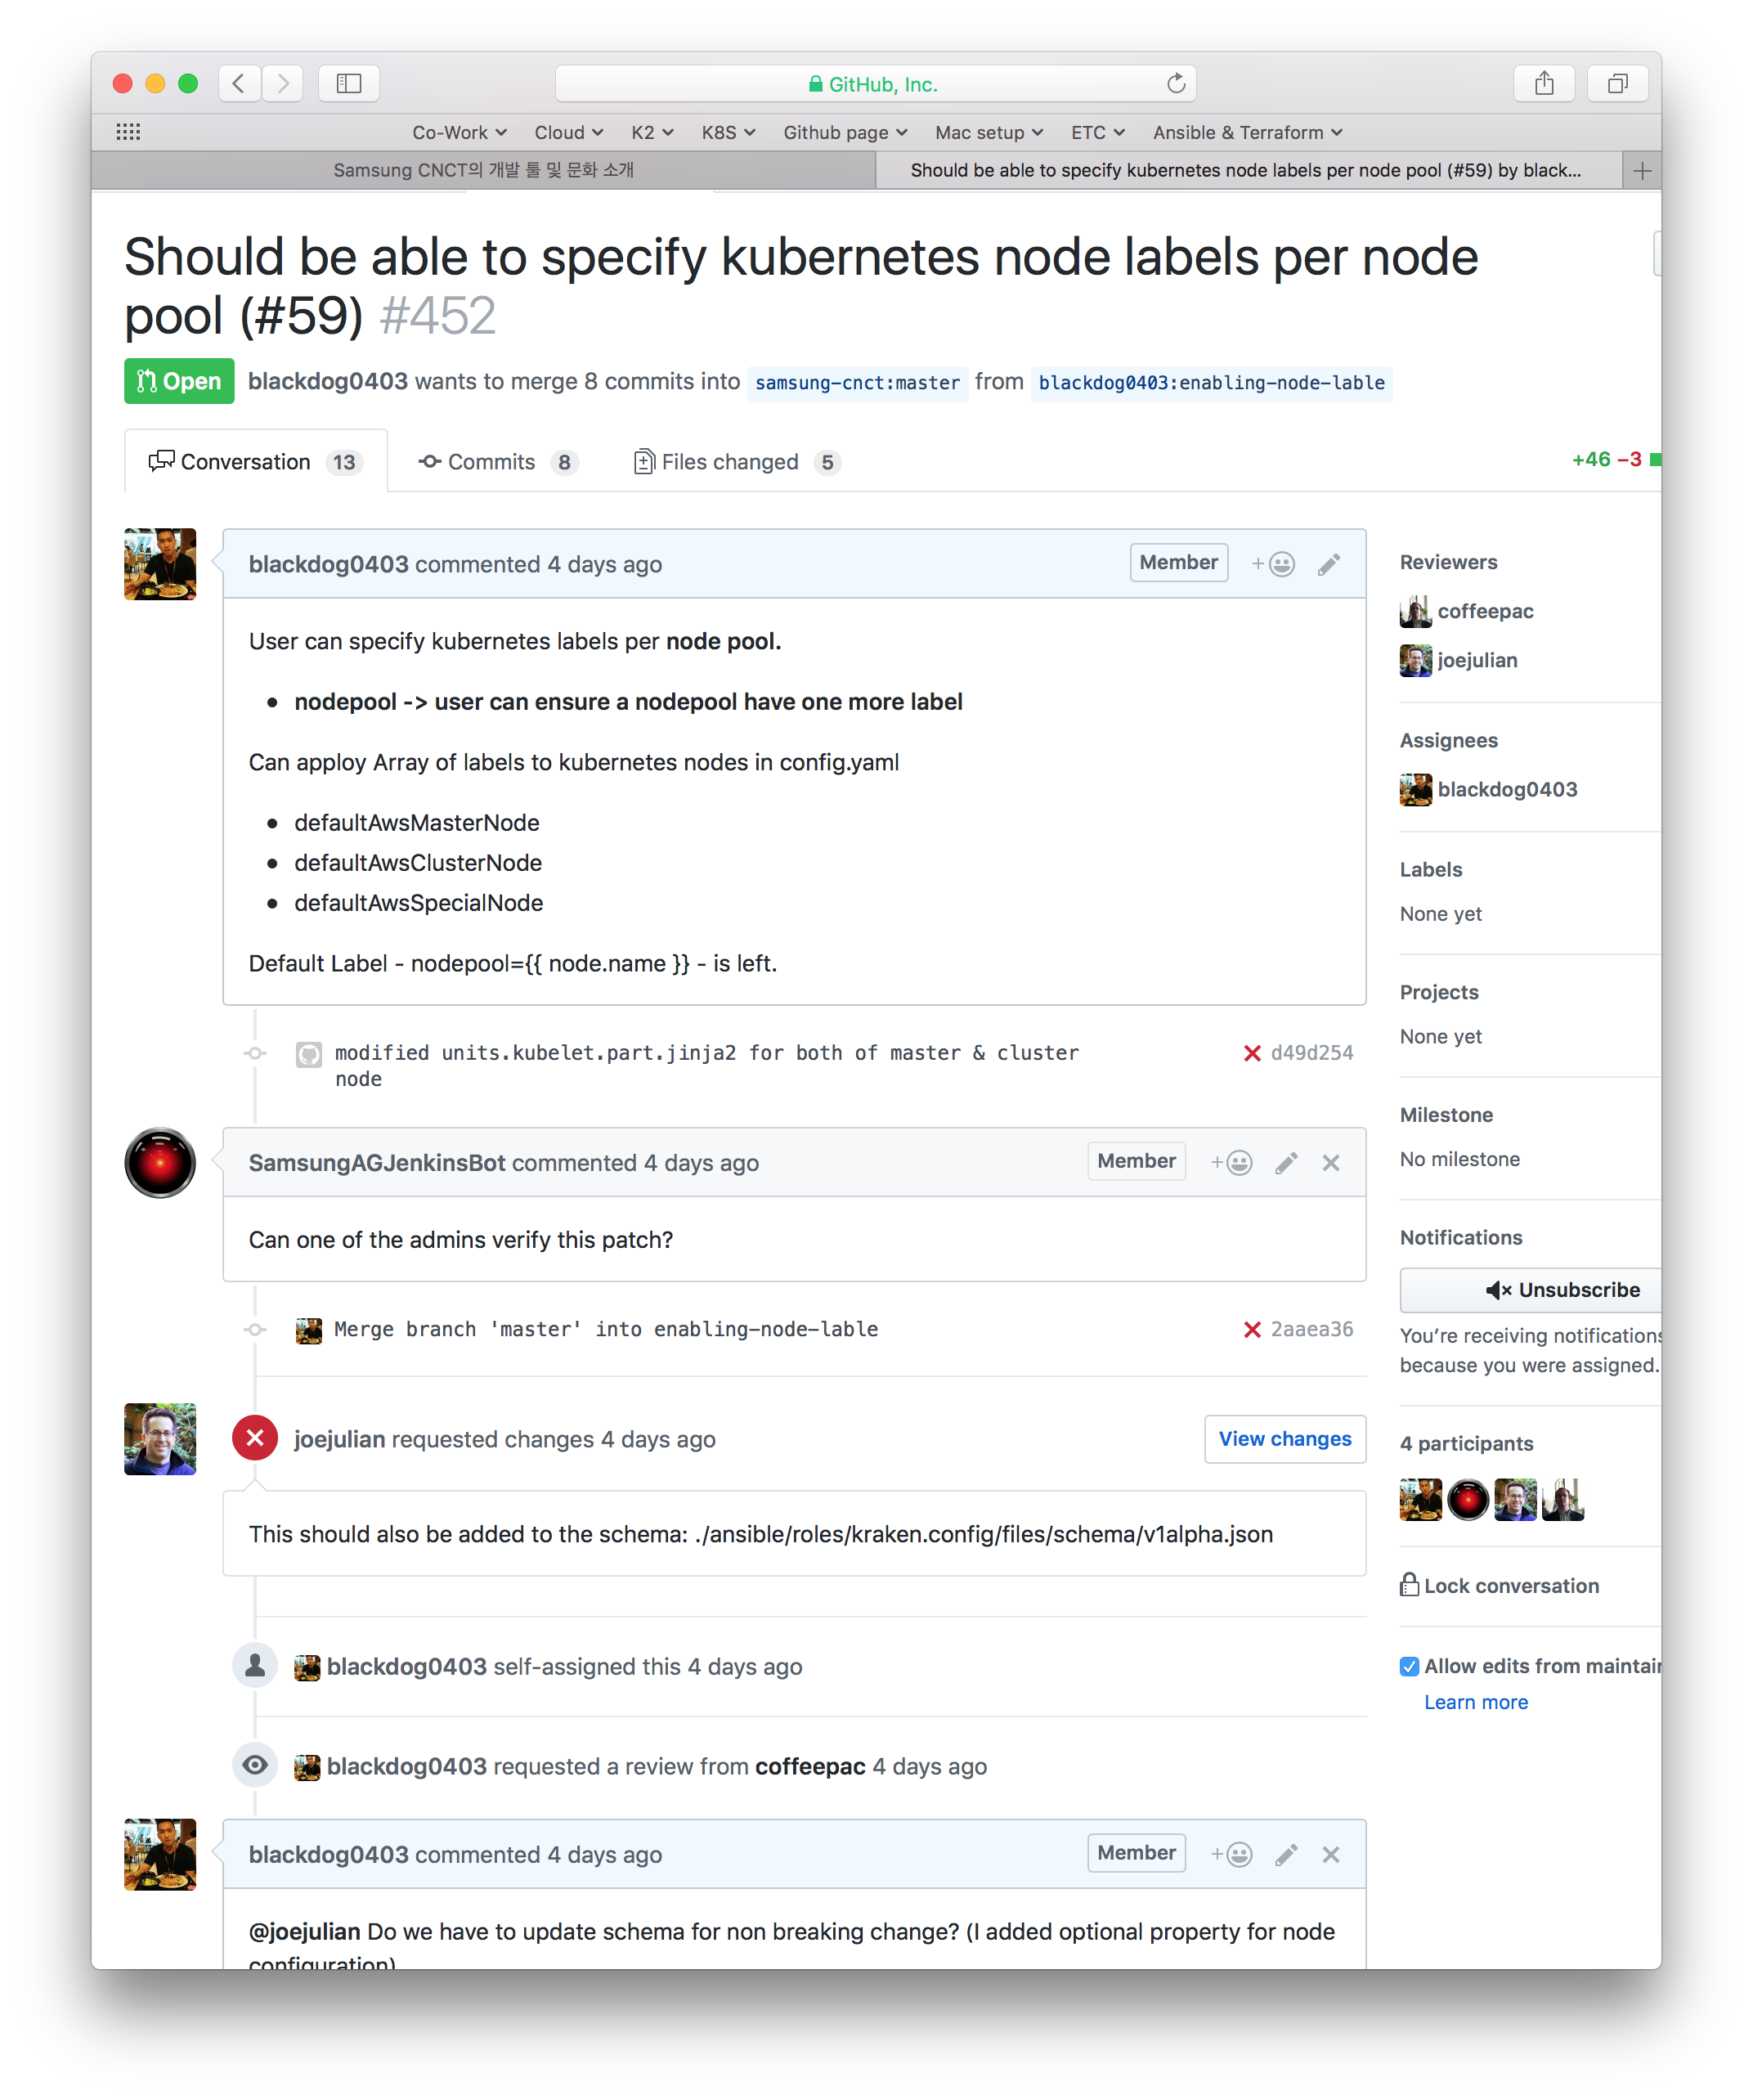 GitHub, Inc.
Co-Work Cloud K2 K8S Github page Mac setup ETC Ansible & Terraform
Samsung CNCT의 개발 툴 및 문화 소개
Should be able to specify kubernetes node labels per node pool (#59) by black...
Should be able to specify kubernetes node labels per node
pool (#59) #452
Open blackdog0403 wants to merge 8 commits into samsung-cnct:master from blackdog0403:enabling-node-lable
Conversation 13 Commits 8 Files changed 5 +46 −3
blackdog0403 commented 4 days ago Member
User can specify kubernetes labels per node pool.
nodepool -> user can ensure a nodepool have one more label
Can apploy Array of labels to kubernetes nodes in config.yaml
defaultAwsMasterNode
defaultAwsClusterNode
defaultAwsSpecialNode
Default Label - nodepool={{ node.name }} - is left.
modified units.kubelet.part.jinja2 for both of master & cluster
node
d49d254
SamsungAGJenkinsBot commented 4 days ago Member
Can one of the admins verify this patch?
Merge branch 'master' into enabling-node-lable 2aaea36
joejulian requested changes 4 days ago View changes
This should also be added to the schema: ./ansible/roles/kraken.config/files/schema/v1alpha.json
blackdog0403 self-assigned this 4 days ago
blackdog0403 requested a review from coffeepac 4 days ago
blackdog0403 commented 4 days ago Member
@joejulian Do we have to update schema for non breaking change? (I added optional property for node
configuration)
Reviewers
coffeepac
joejulian
Assignees
blackdog0403
Labels
None yet
Projects
None yet
Milestone
No milestone
Notifications
Unsubscribe
You're receiving notifications
because you were assigned.
4 participants
Lock conversation
Allow edits from maintai
Learn more